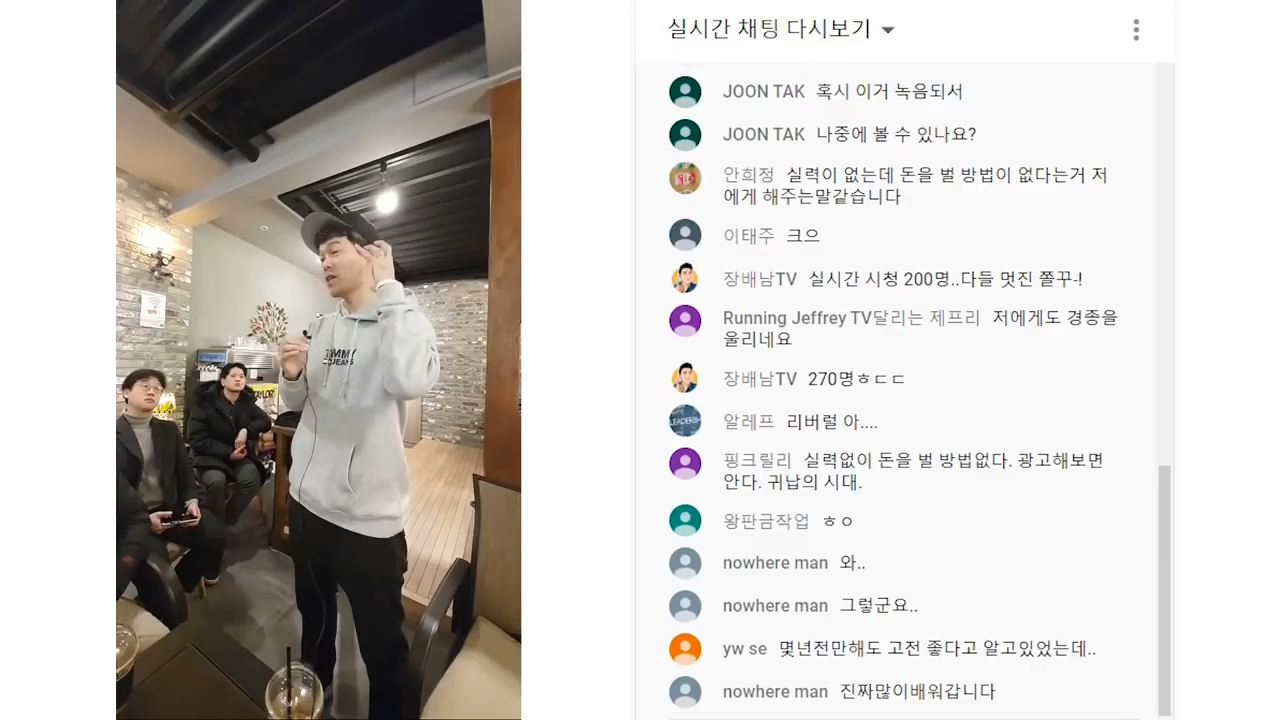 실시간 채팅 다시보기
JOON TAK 혹시 이거 녹음되서
JOON TAK 나중에 볼 수 있나요?
안희정 실력이 없는데 돈을 벌 방법이 없다는거 저
에게 해주는말같습니다
이태주 크으
장배남TV 실시간 시청 200명..다들 멋진 쫄꾸-!
Running Jeffrey TV달리는 제프리 저에게도 경종을
울리네요
장배남TV 270명ㅎㄷㄷ
알레프 리버럴 아....
핑크릴리 실력없이 돈을 벌 방법없다. 광고해보면
안다. 귀납의 시대.
왕판금작업 ㅎㅇ
nowhere man 와..
nowhere man 그렇군요..
yw se 몇년전만해도 고전 좋다고 알고있었는데..
nowhere man 진짜많이배워갑니다
TOMMY
JEANS
TAYLOR
LEADERSH